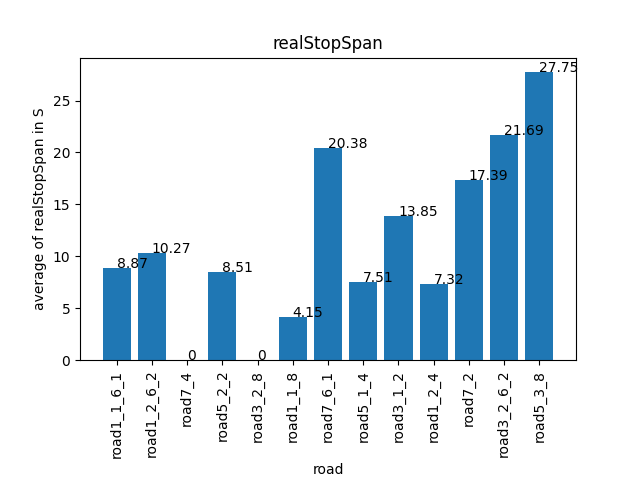 realStopSpan
average of realStopSpan in S
25
20
15
10
5
0
8.87
10.27
0
8.51
0
4.15
20.38
7.51
13.85
7.32
17.39
21.69
27.75
road1_1_6_1
road1_2_6_2
road7_4
road5_2_2
road3_2_8
road1_1_8
road7_6_1
road5_1_4
road3_1_2
road1_2_4
road7_2
road3_2_6_2
road5_3_8
road